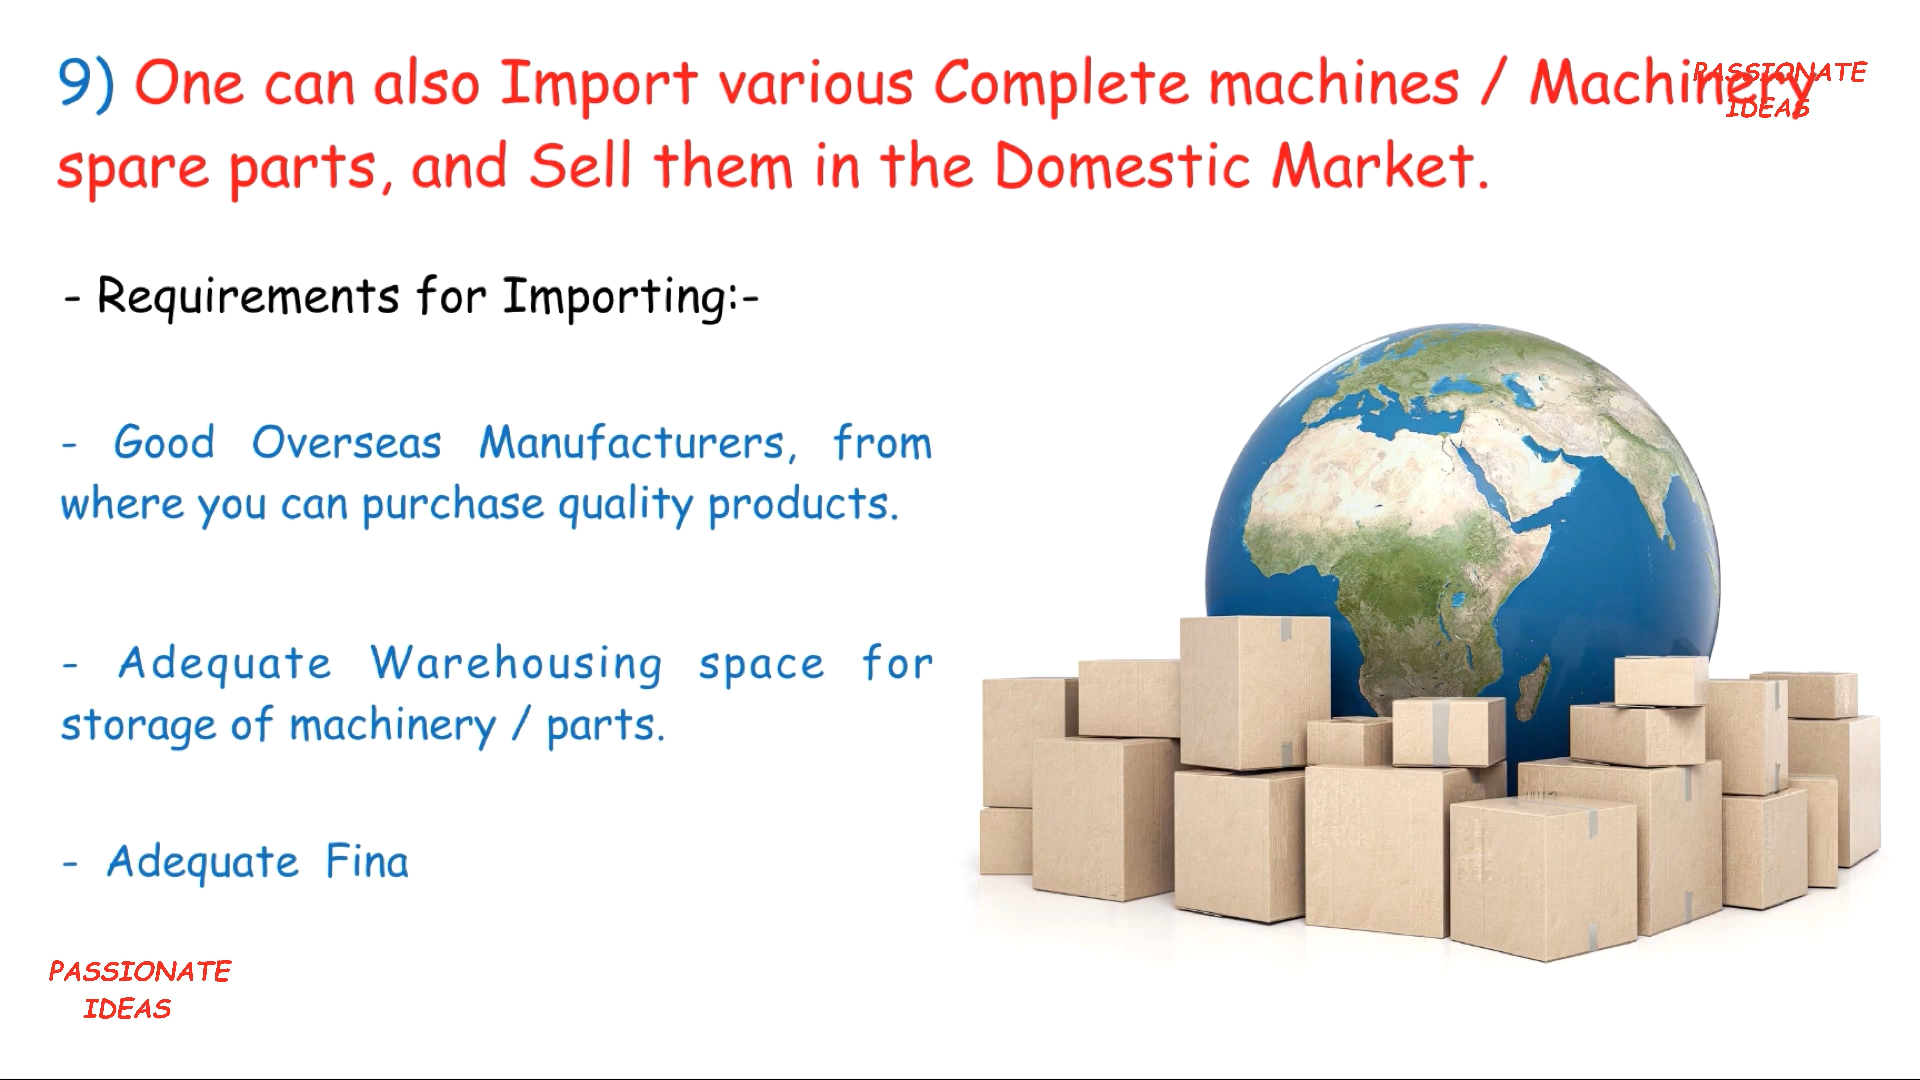 9) One can also Import various Complete machines / Machinery
spare parts, and Sell them in the Domestic Market.
PASSIONATE
IDEAS
- Requirements for Importing:-
- Good Overseas Manufacturers, from
where you can purchase quality products.
- Adequate Warehousing space for
storage of machinery / parts.
- Adequate Fina
PASSIONATE
IDEAS